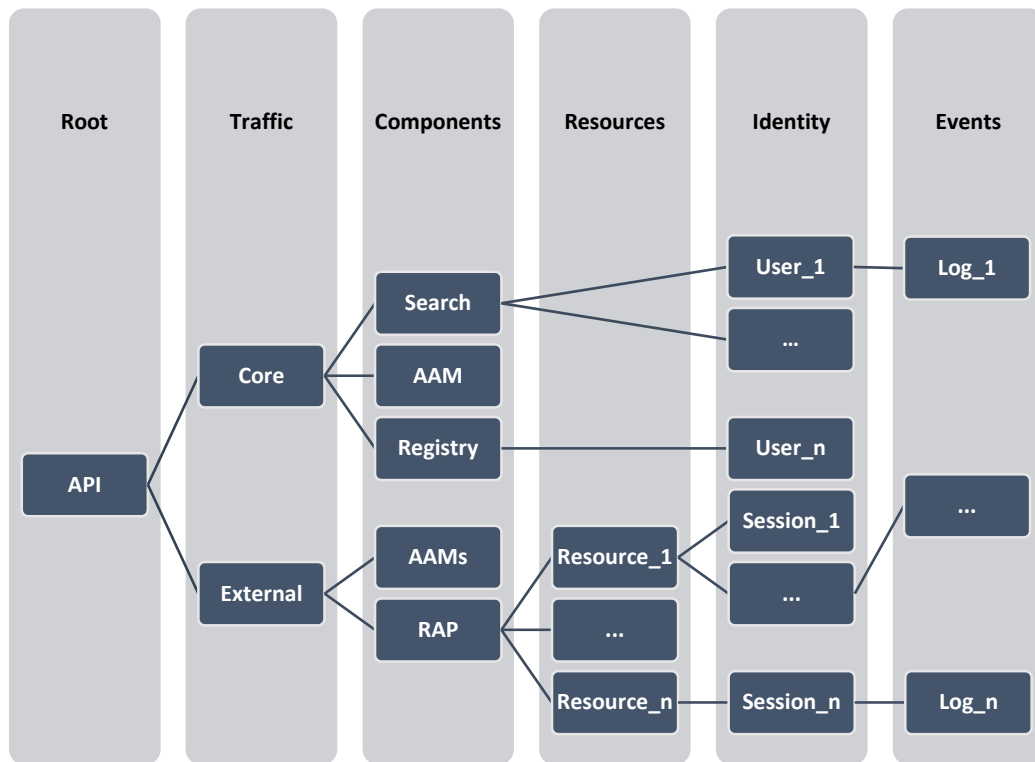 Root
Traffic
Components
Resources
Identity
Events
User_1
Log_1
Search
...
Core
AAM
Registry
User_n
API
...
Session_1
AAMs
Resource_1
External
...
RAP
...
Resource_n
Session_n
Log_n